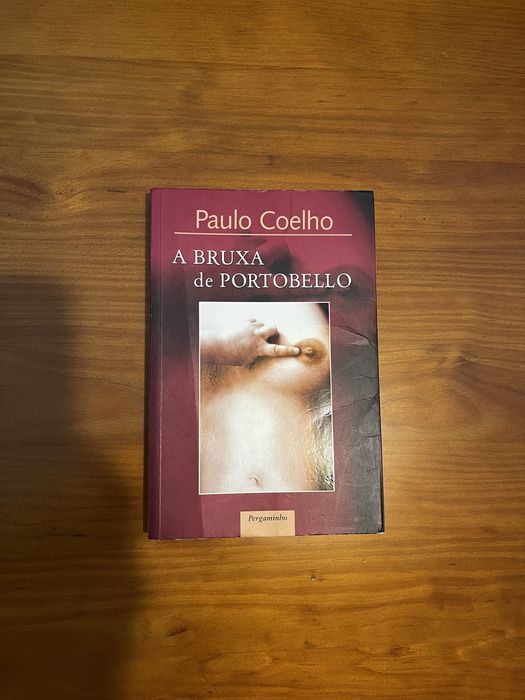 Paulo Coelho
A BRUXA
de PORTOBELLO
Pergaminho